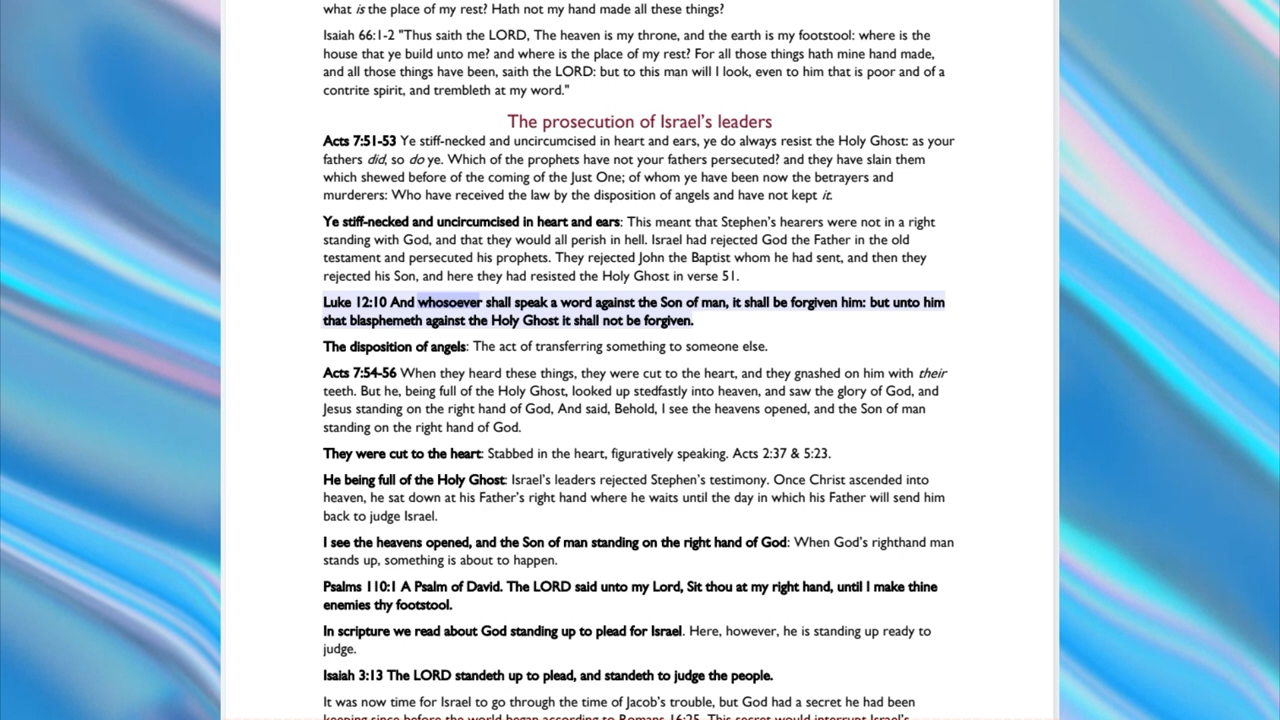 what is the place of my rest? Hath not my hand made all these things?
Isaiah 66:1-2 "Thus saith the LORD, The heaven is my throne, and the earth is my footstool: where is the
house that ye build unto me? and where is the place of my rest? For all those things hath mine hand made,
and all those things have been, saith the LORD: but to this man will I look, even to him that is poor and of a
contrite spirit, and trembleth at my word."
The prosecution of Israel’s leaders
Acts 7:51-53 Ye stiff-necked and uncircumcised in heart and ears, ye do always resist the Holy Ghost: as your
fathers did, so do ye. Which of the prophets have not your fathers persecuted? and they have slain them
which shewed before of the coming of the Just One; of whom ye have been now the betrayers and
murderers: Who have received the law by the disposition of angels and have not kept it.
Ye stiff-necked and uncircumcised in heart and ears: This meant that Stephen’s hearers were not in a right
standing with God, and that they would all perish in hell. Israel had rejected God the Father in the old
testament and persecuted his prophets. They rejected John the Baptist whom he had sent, and then they
rejected his Son, and here they had resisted the Holy Ghost in verse 51.
Luke 12:10 And whosoever shall speak a word against the Son of man, it shall be forgiven him: but unto him
that blasphemeth against the Holy Ghost it shall not be forgiven.
The disposition of angels: The act of transferring something to someone else.
Acts 7:54-56 When they heard these things, they were cut to the heart, and they gnashed on him with their
teeth. But he, being full of the Holy Ghost, looked up stedfastly into heaven, and saw the glory of God, and
Jesus standing on the right hand of God, And said, Behold, I see the heavens opened, and the Son of man
standing on the right hand of God.
They were cut to the heart: Stabbed in the heart, figuratively speaking. Acts 2:37 & 5:23.
He being full of the Holy Ghost: Israel’s leaders rejected Stephen’s testimony. Once Christ ascended into
heaven, he sat down at his Father’s right hand where he waits until the day in which his Father will send him
back to judge Israel.
I see the heavens opened, and the Son of man standing on the right hand of God: When God’s righthand man
stands up, something is about to happen.
Psalms 110:1 A Psalm of David. The LORD said unto my Lord, Sit thou at my right hand, until I make thine
enemies thy footstool.
In scripture we read about God standing up to plead for Israel. Here, however, he is standing up ready to
judge.
Isaiah 3:13 The LORD standeth up to plead, and standeth to judge the people.
It was now time for Israel to go through the time of Jacob’s trouble, but God had a secret he had been
keeping since before the world began according to Romans 16:25. This secret would interrupt Israel’s